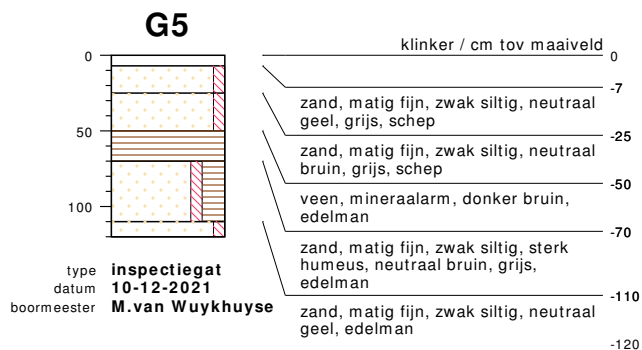 G5
klinker / cm tov maaiveld
0
0
-7
zand, matig fijn, zwak siltig, neutraal
geel, grijs, schep
-25
50
zand, matig fijn, zwak siltig, neutraal
bruin, grijs, schep
-50
veen, mineraalarm, donker bruin,
edelman
100
-70
zand, matig fijn, zwak siltig, sterk
humeus, neutraal bruin, grijs,
edelman
-110
zand, matig fijn, zwak siltig, neutraal
geel, edelman
-120
type inspectiegat
datum 10-12-2021
boormeester M.van Wuykhuyse